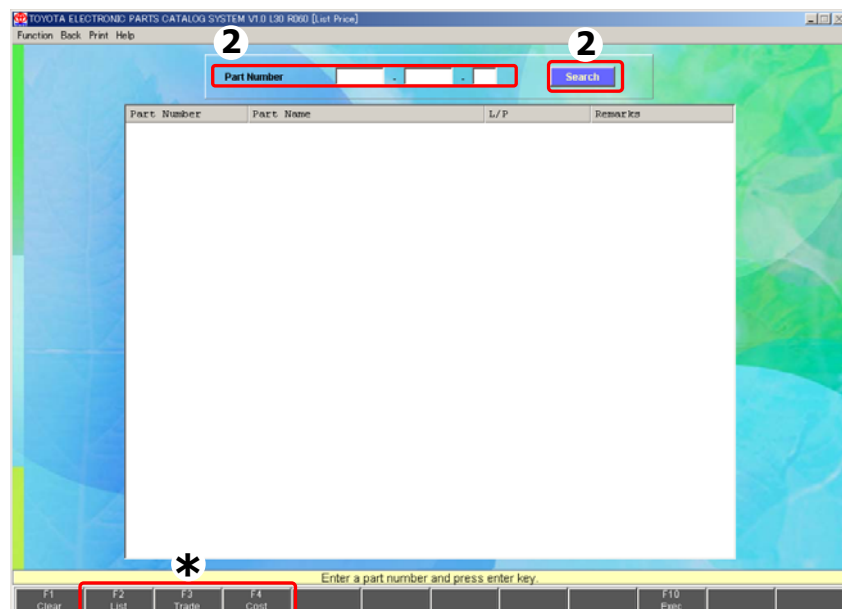 TOYOTA ELECTRONIC PARTS CATALOG SYSTEM V1.0 L30 R060 [List Price]
Function Back Print Help
2 2
Part Number - - Search
Part Number Part Name L/P Remarks
*
Enter a part number and press enter key.
F1 F2 F3 F4 F10
Clear List Trade Cost Exec